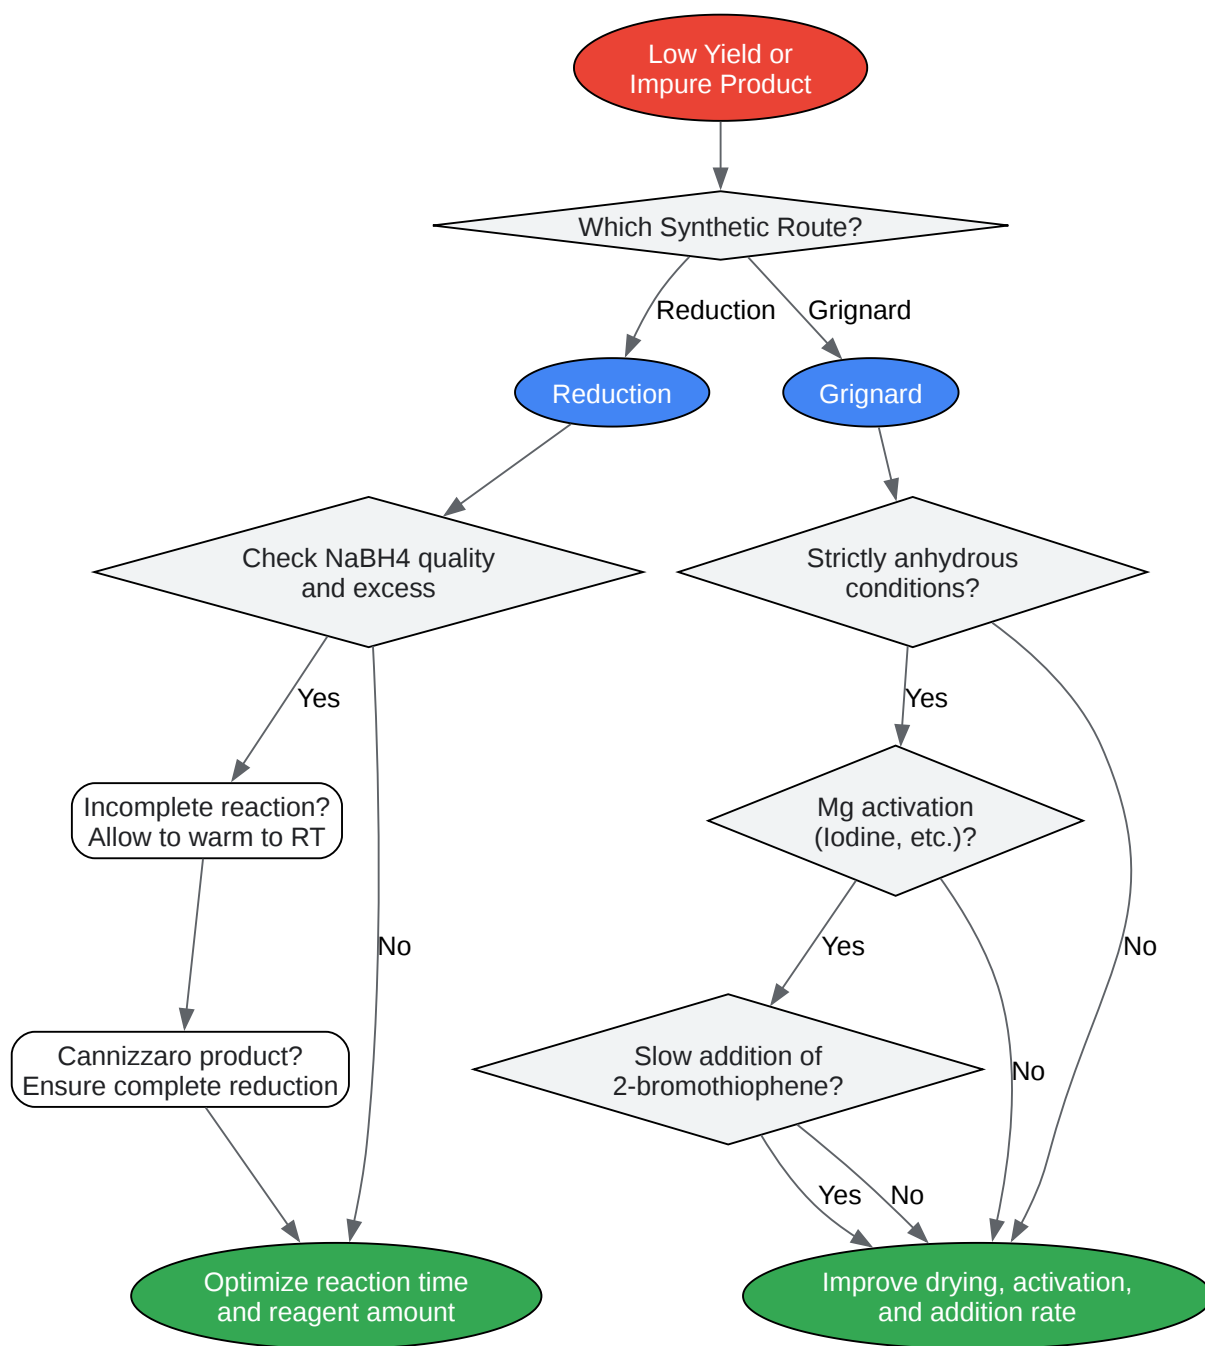 Low Yield or
Impure Product
Which Synthetic Route?
Reduction
Grignard
Reduction
Grignard
Check NaBH4 quality
and excess
Strictly anhydrous
conditions?
Yes
Yes
Incomplete reaction?
Allow to warm to RT
Mg activation
(Iodine, etc.)?
No
Yes
No
Cannizzaro product?
Ensure complete reduction
Slow addition of
2-bromothiophene?
No
Yes
No
Optimize reaction time
and reagent amount
Improve drying, activation,
and addition rate